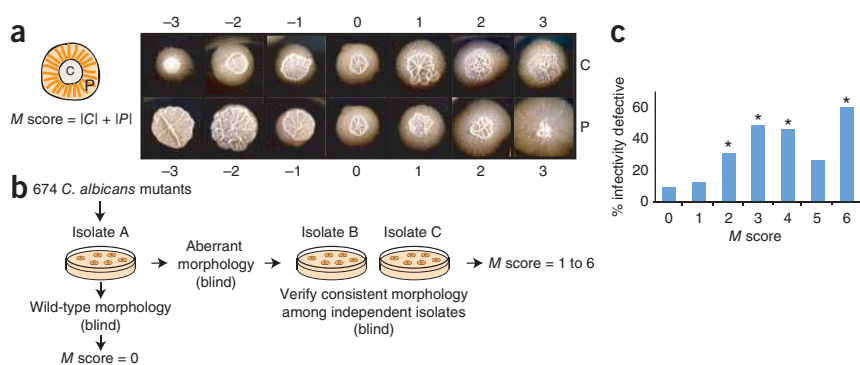 a
–3 –2 –1 0 1 2 3
C
P
M score = |C| + |P|
C
P
–3 –2 –1 0 1 2 3
b
674 C. albicans mutants
Isolate A
Aberrant
morphology
(blind)
Isolate B Isolate C
M score = 1 to 6
Verify consistent morphology
among independent isolates
(blind)
Wild-type morphology
(blind)
M score = 0
c
% infectivity defective
60
40
20
0
* * * *
0 1 2 3 4 5 6
M score